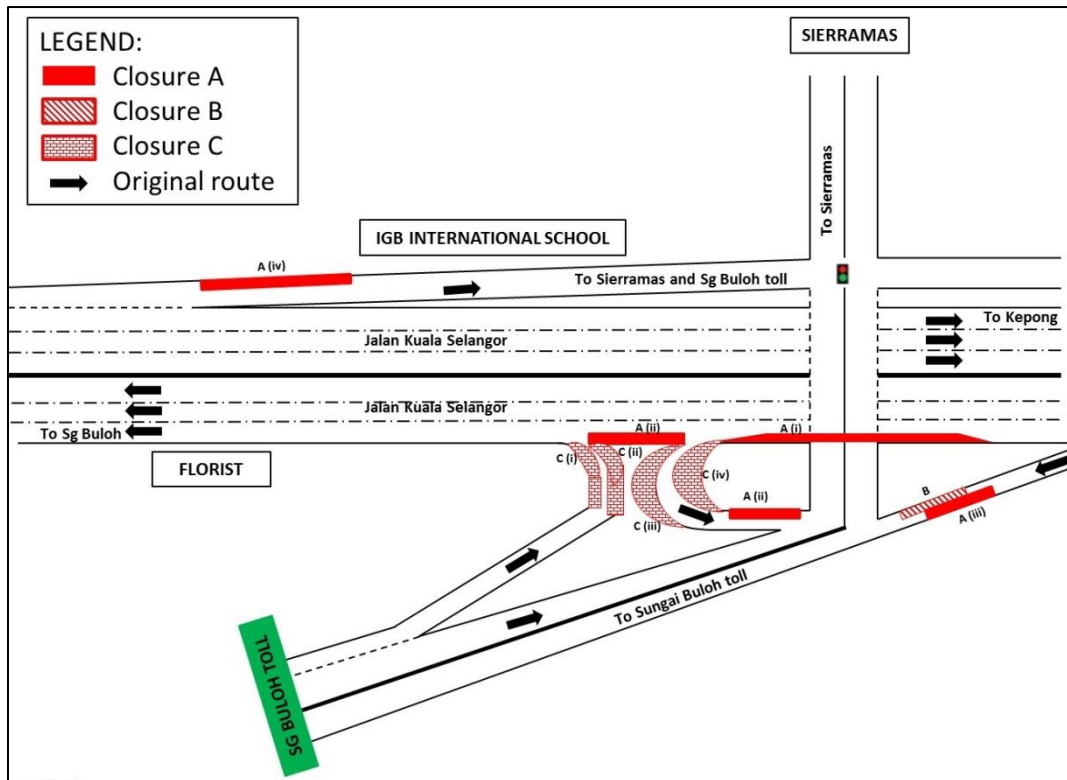 SIERRAMAS
LEGEND:
Closure A
Closure B
Closure C
Original route
To Sierramas
IGB INTERNATIONAL SCHOOL
A (iv)
To Sierramas and Sg Buloh toll
To Kepong
Jalan Kuala Selangor
Jalan Kuala Selangor
To Sg Buloh
A (ii)
A (i)
FLORIST
C (i)
C (ii)
C (iv)
A (ii)
B
A (iii)
C (iii)
To Sungai Buloh toll
SG BULOH TOLL